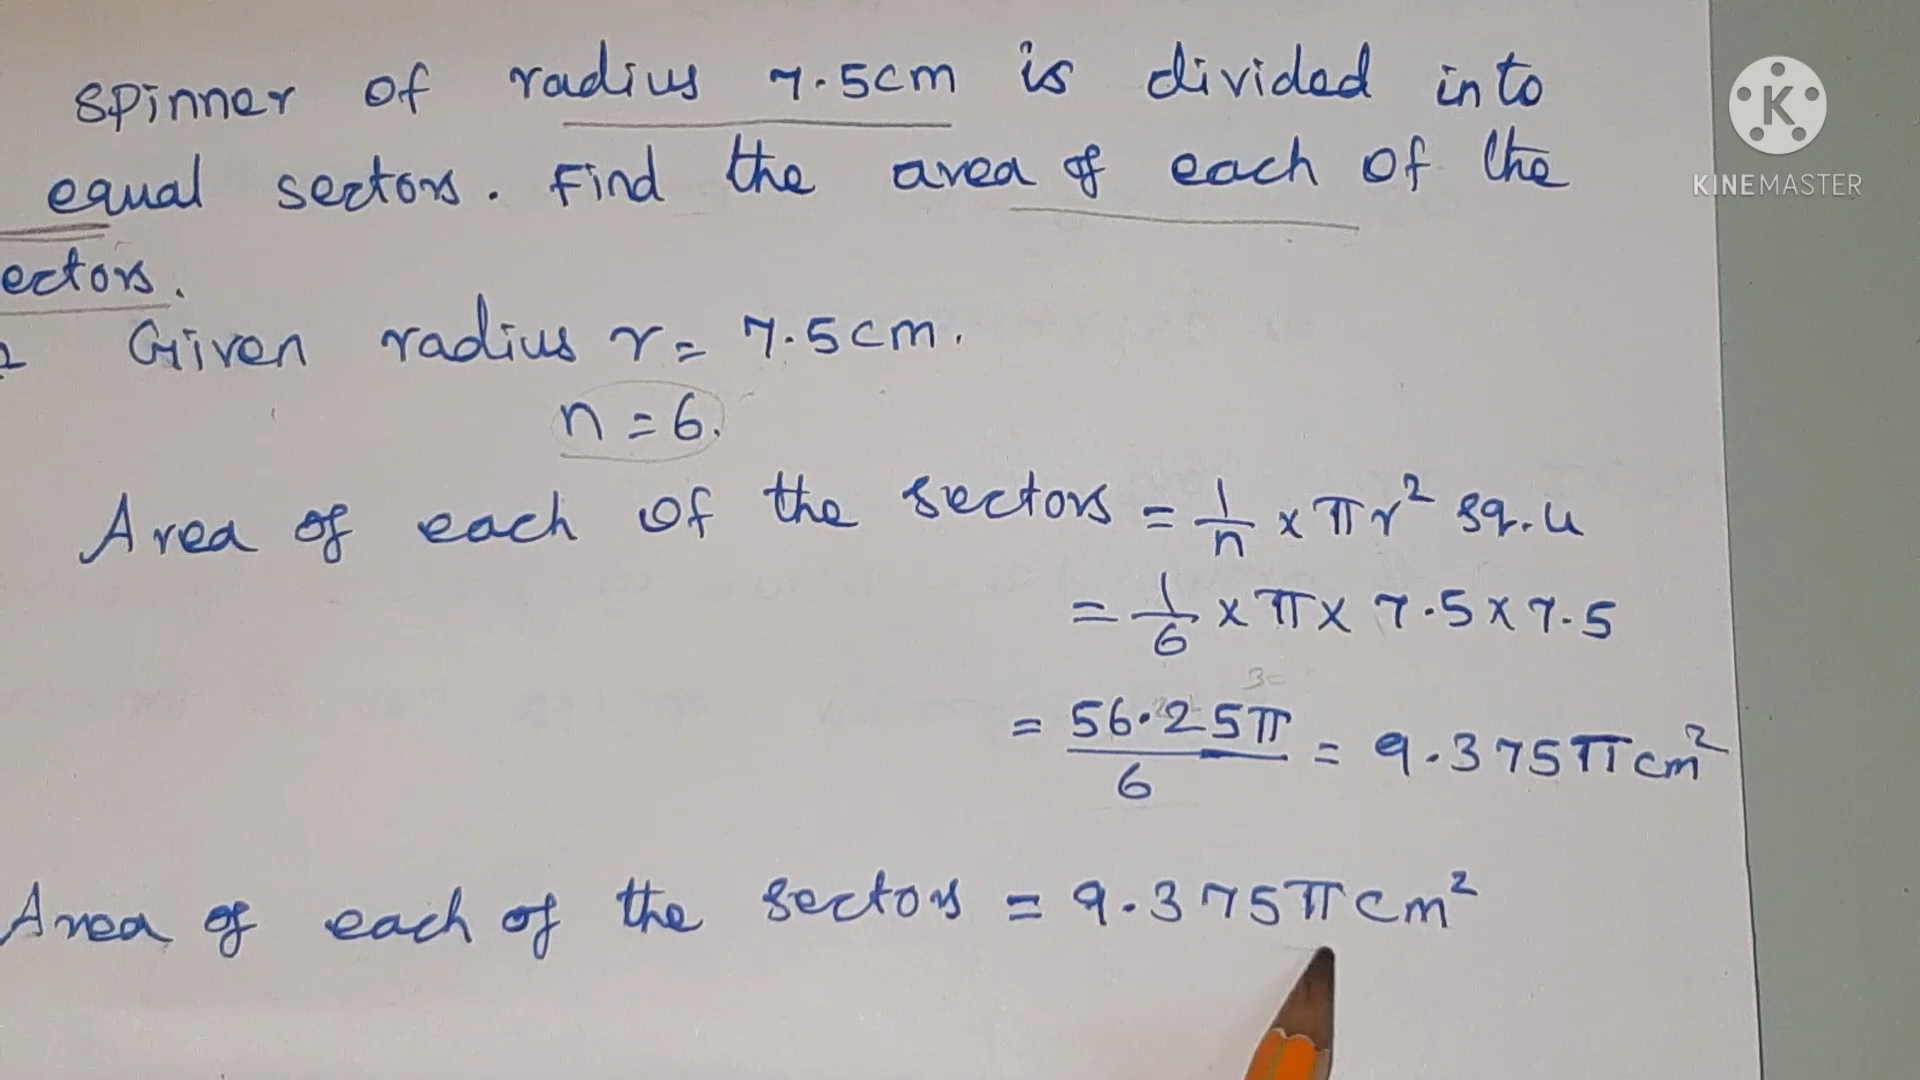 spinner of radius 7.5cm is divided into
equal sectors. Find the area of each of the
ectors.
Given radius r = 7.5cm.
n = 6.
Area of each of the sectors = 1/n × πr² sq.u
= 1/6 × π × 7.5 × 7.5
= 56.25π/6 = 9.375π cm²
Area of each of the sectors = 9.375π cm²
K
KINEMASTER